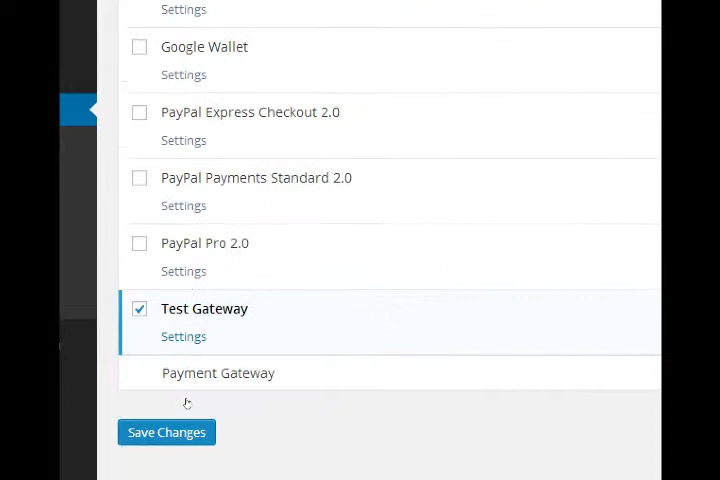 Settings
Google Wallet
Settings
PayPal Express Checkout 2.0
Settings
PayPal Payments Standard 2.0
Settings
PayPal Pro 2.0
Settings
Test Gateway
Settings
Payment Gateway
Save Changes